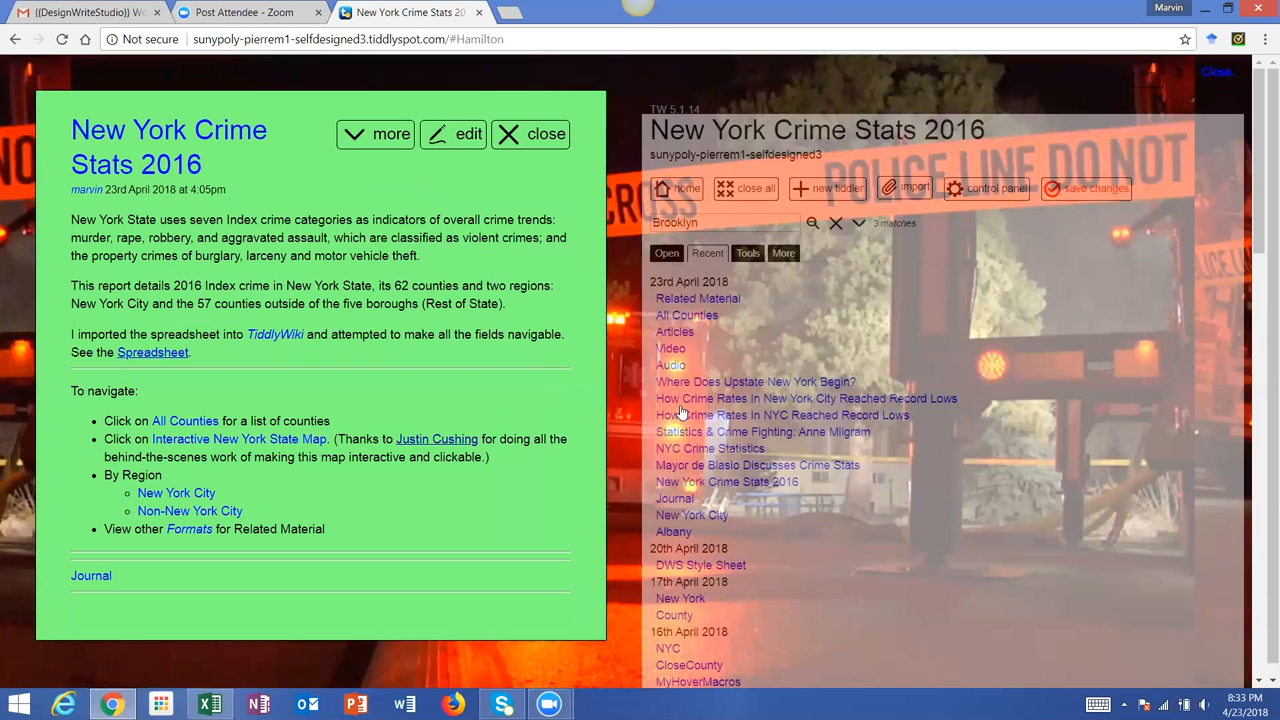 {{DesignWriteStudio}} Wo
Post Attendee - Zoom
New York Crime Stats 20
Marvin
Not secure
sunypoly-pierrem1-selfdesigned3.tiddlyspot.com/#Hamilton
Close
New York Crime
Stats 2016
more
edit
close
marvin 23rd April 2018 at 4:05pm
New York State uses seven Index crime categories as indicators of overall crime trends:
murder, rape, robbery, and aggravated assault, which are classified as violent crimes; and
the property crimes of burglary, larceny and motor vehicle theft.
This report details 2016 Index crime in New York State, its 62 counties and two regions:
New York City and the 57 counties outside of the five boroughs (Rest of State).
I imported the spreadsheet into TiddlyWiki and attempted to make all the fields navigable.
See the Spreadsheet.
To navigate:
Click on All Counties for a list of counties
Click on Interactive New York State Map. (Thanks to Justin Cushing for doing all the
behind-the-scenes work of making this map interactive and clickable.)
By Region
New York City
Non-New York City
View other Formats for Related Material
Journal
TW 5.1.14
New York Crime Stats 2016
sunypoly-pierrem1-selfdesigned3
home
close all
new tiddler
import
control panel
save changes
Brooklyn
3 matches
Open
Recent
Tools
More
23rd April 2018
Related Material
All Counties
Articles
Video
Audio
Where Does Upstate New York Begin?
How Crime Rates In New York City Reached Record Lows
How Crime Rates In NYC Reached Record Lows
Statistics & Crime Fighting: Anne Milgram
NYC Crime Statistics
Mayor de Blasio Discusses Crime Stats
New York Crime Stats 2016
Journal
New York City
Albany
20th April 2018
DWS Style Sheet
17th April 2018
New York
County
16th April 2018
NYC
CloseCounty
MyHoverMacros
CROSS
POLICE LINE DO NOT
8:33 PM
4/23/2018